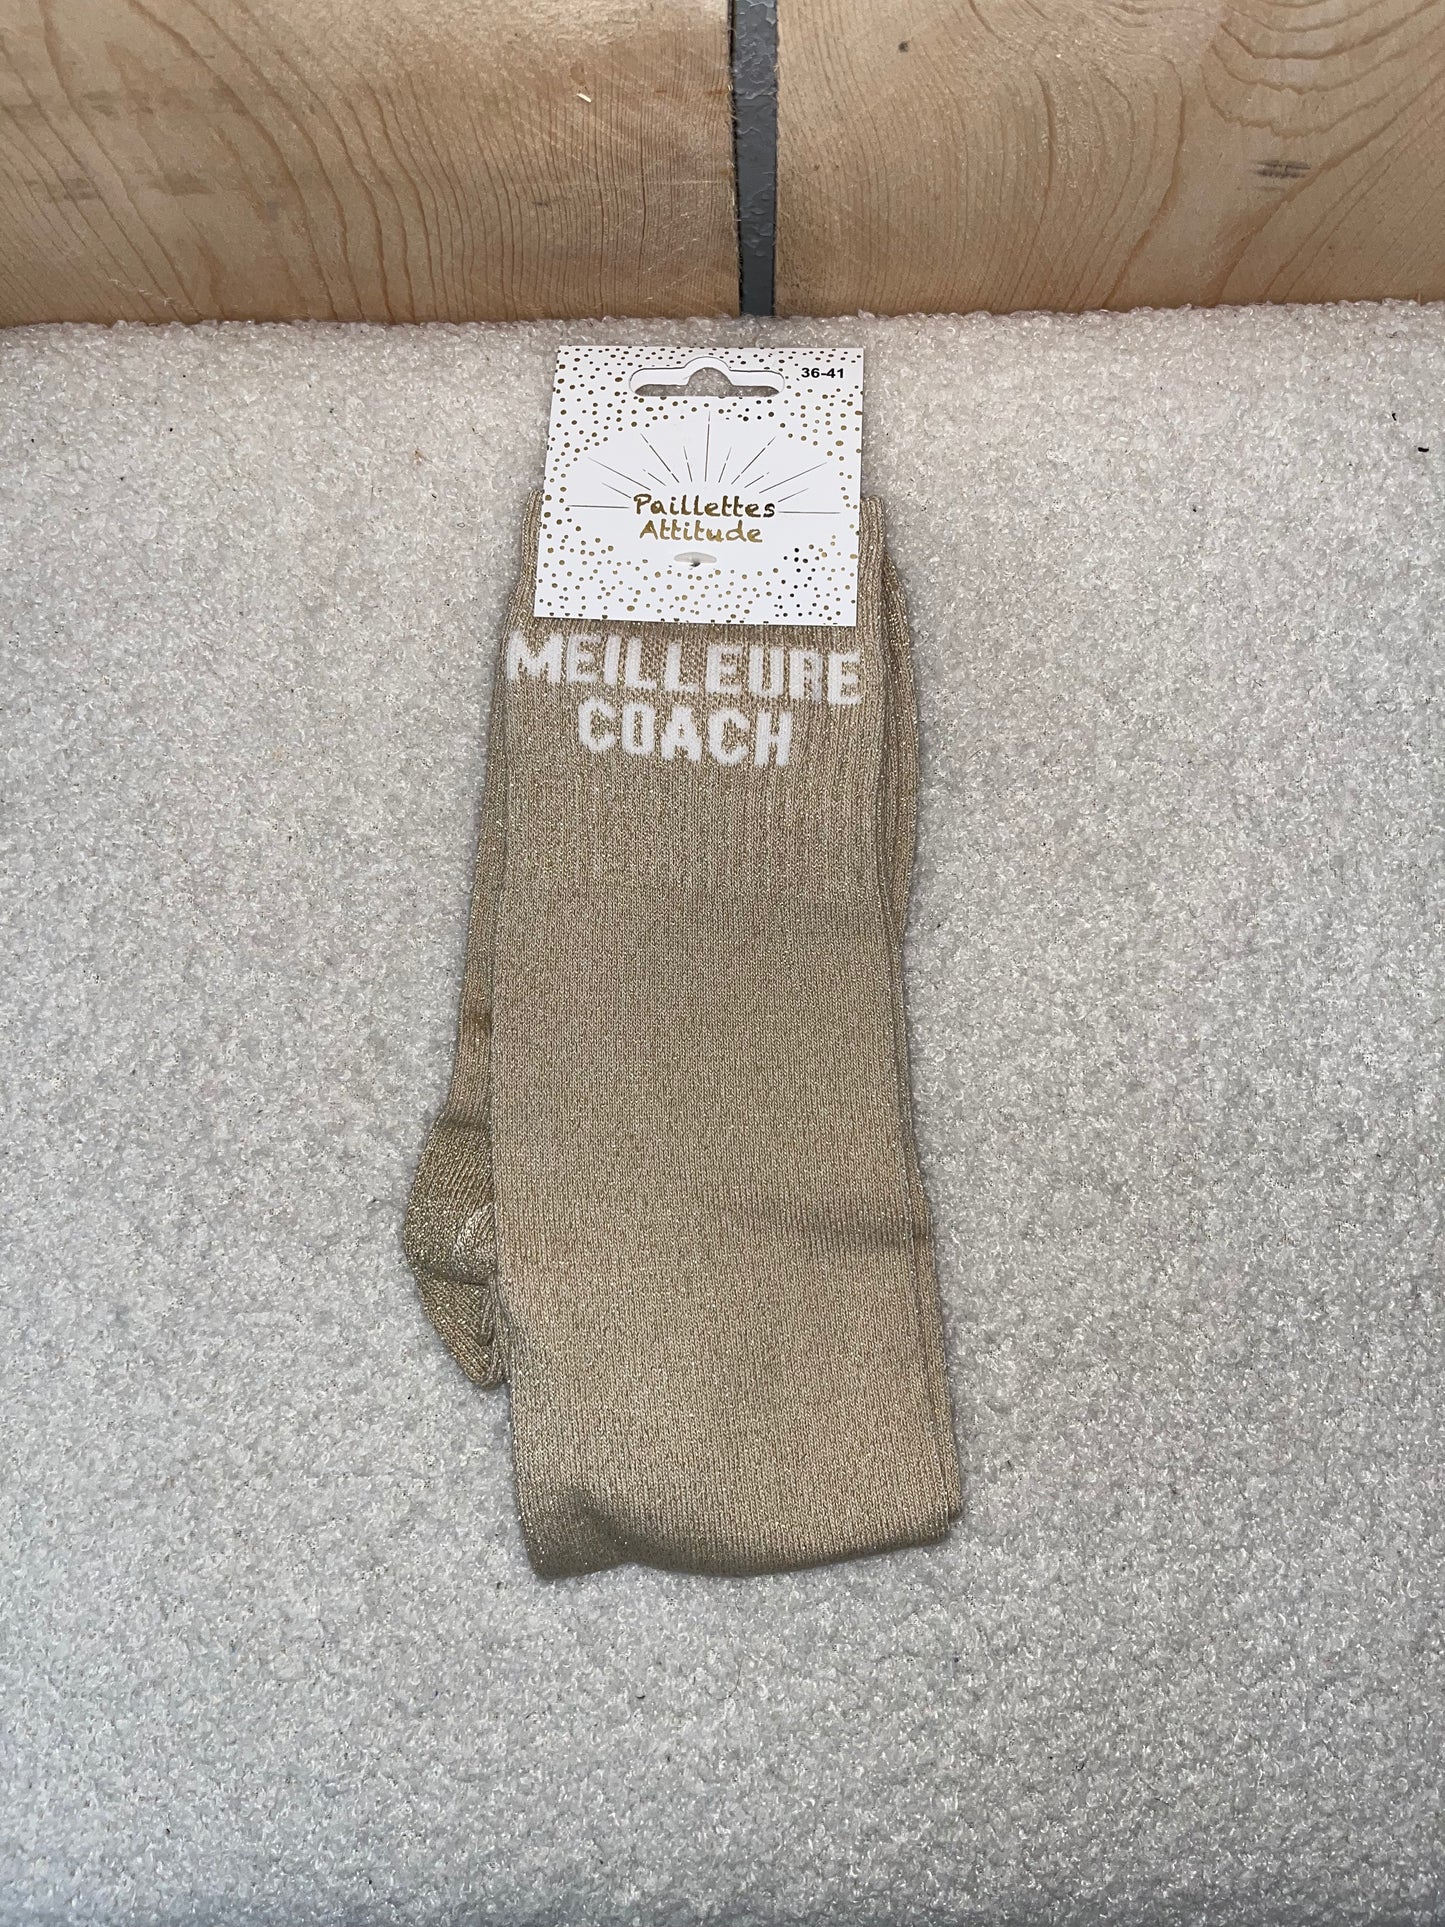 36-41
Paillettes
Attitude
MEILLEURE
COACH